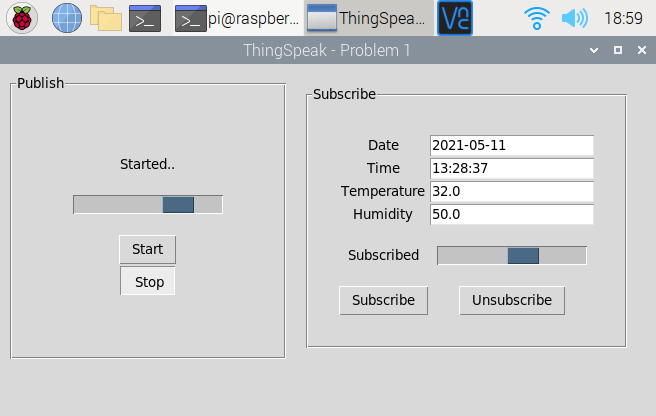 pi@raspber... ThingSpea... V2 18:59
ThingSpeak - Problem 1
Publish
Started..
Start
Stop
Subscribe
Date 2021-05-11
Time 13:28:37
Temperature 32.0
Humidity 50.0
Subscribed
Subscribe Unsubscribe